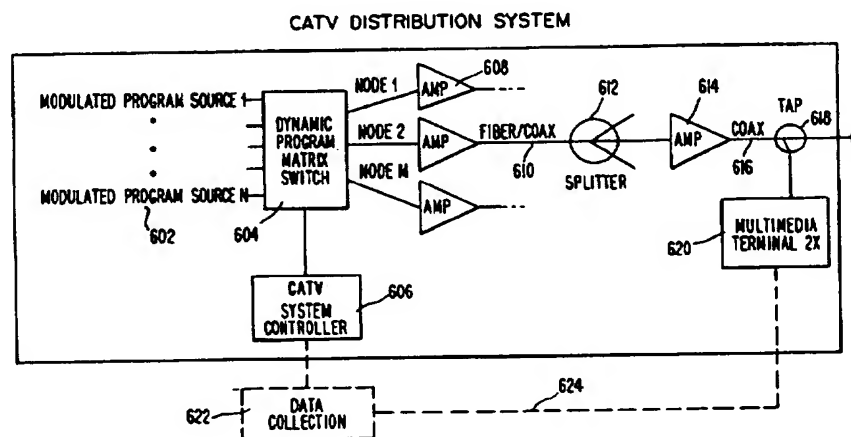 CATV DISTRIBUTION SYSTEM
MODULATED PROGRAM SOURCE 1
MODULATED PROGRAM SOURCE N
602
DYNAMIC
PROGRAM
MATRIX
SWITCH
604
NODE 1
NODE 2
NODE M
AMP
608
AMP
AMP
FIBER/COAX
610
612
SPLITTER
614
AMP
COAX
616
TAP
618
620
MULTIMEDIA
TERMINAL 2X
CATV
SYSTEM
CONTROLLER
606
622
DATA
COLLECTION
624